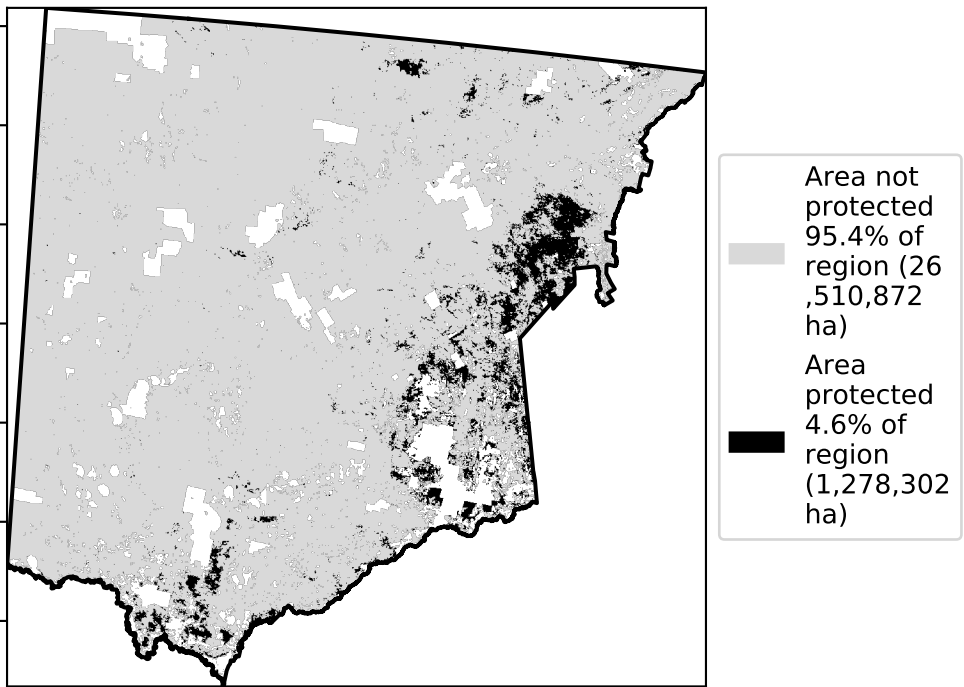 Area not
protected
95.4% of
region (26
,510,872
ha)
Area
protected
4.6% of
region
(1,278,302
ha)